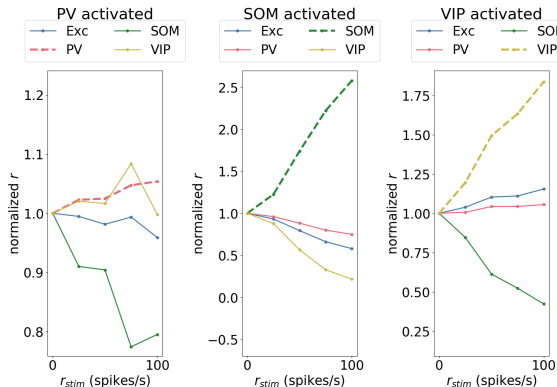 PV activated
Exc SOM
PV VIP
normalized r
1.2
1.1
1.0
0.9
0.8
0 100
r_stim (spikes/s)
SOM activated
Exc SOM
PV VIP
normalized r
2.5
2.0
1.5
1.0
0.5
0.0
−0.5
0 100
r_stim (spikes/s)
VIP activated
Exc SOM
PV VIP
normalized r
1.75
1.50
1.25
1.00
0.75
0.50
0.25
0 100
r_stim (spikes/s)